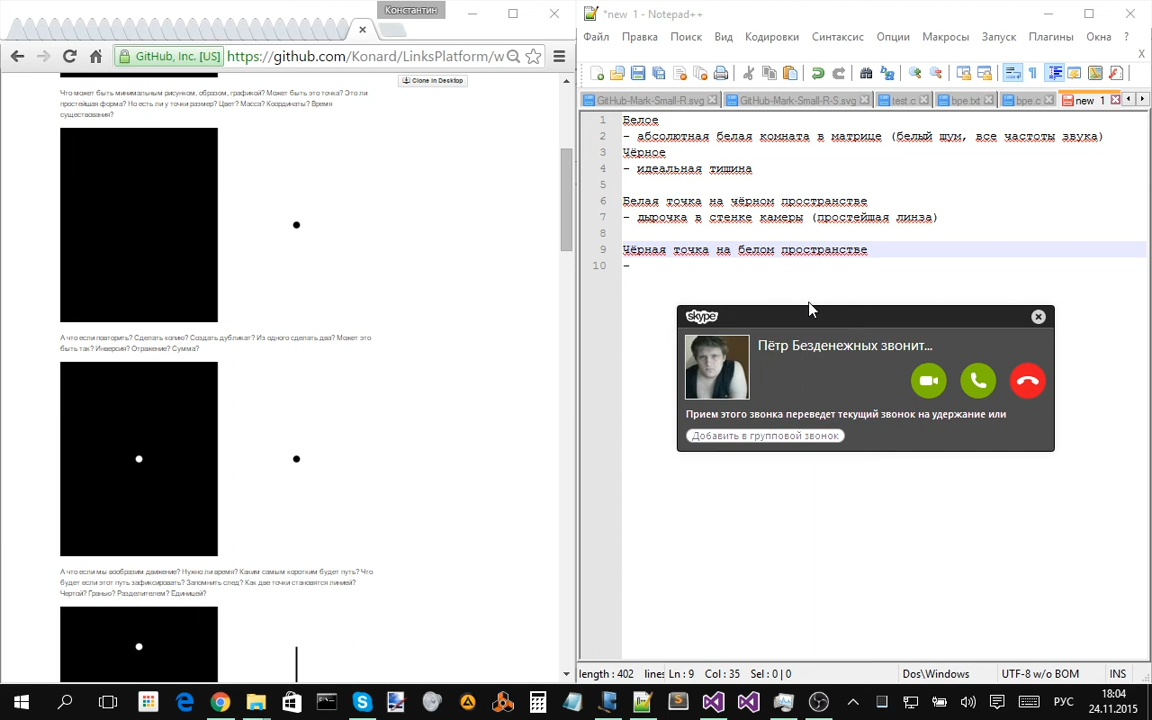 Константин
GitHub, Inc. [US]
https://github.com/Konard/LinksPlatform/w
Clone in Desktop
Что может быть минимальным рисунком, образом, графикой? Может быть это точка? Это ли
простейшая форма? Но есть ли у точки размер? Цвет? Масса? Координаты? Время
существования?
А что если повторить? Сделать копию? Создать дубликат? Из одного сделать два? Может это
быть так? Инверсия? Отражение? Сумма?
А что если мы вообразим движение? Нужно ли время? Каким самым коротким будет путь? Что
будет если этот путь зафиксировать? Запомнить след? Как две точки становятся линией?
Чертой? Гранью? Разделителем? Единицей?
*new 1 - Notepad++
Файл Правка Поиск Вид Кодировки Синтаксис Опции Макросы Запуск Плагины Окна ? X
GitHub-Mark-Small-R.svg GitHub-Mark-Small-R-S.svg test.c bpe.txt bpe.c new 1
1 Белое
2 - абсолютная белая комната в матрице (белый шум, все частоты звука)
3 Чёрное
4 - идеальная тишина
5
6 Белая точка на чёрном пространстве
7 - дырочка в стенке камеры (простейшая линза)
8
9 Чёрная точка на белом пространстве
10 -
skype
Пётр Безденежных звонит...
Прием этого звонка переведет текущий звонок на удержание или
Добавить в групповой звонок
length : 402 lines Ln : 9 Col : 35 Sel : 0 | 0 Dos\Windows UTF-8 w/o BOM INS
РУС
18:04
24.11.2015